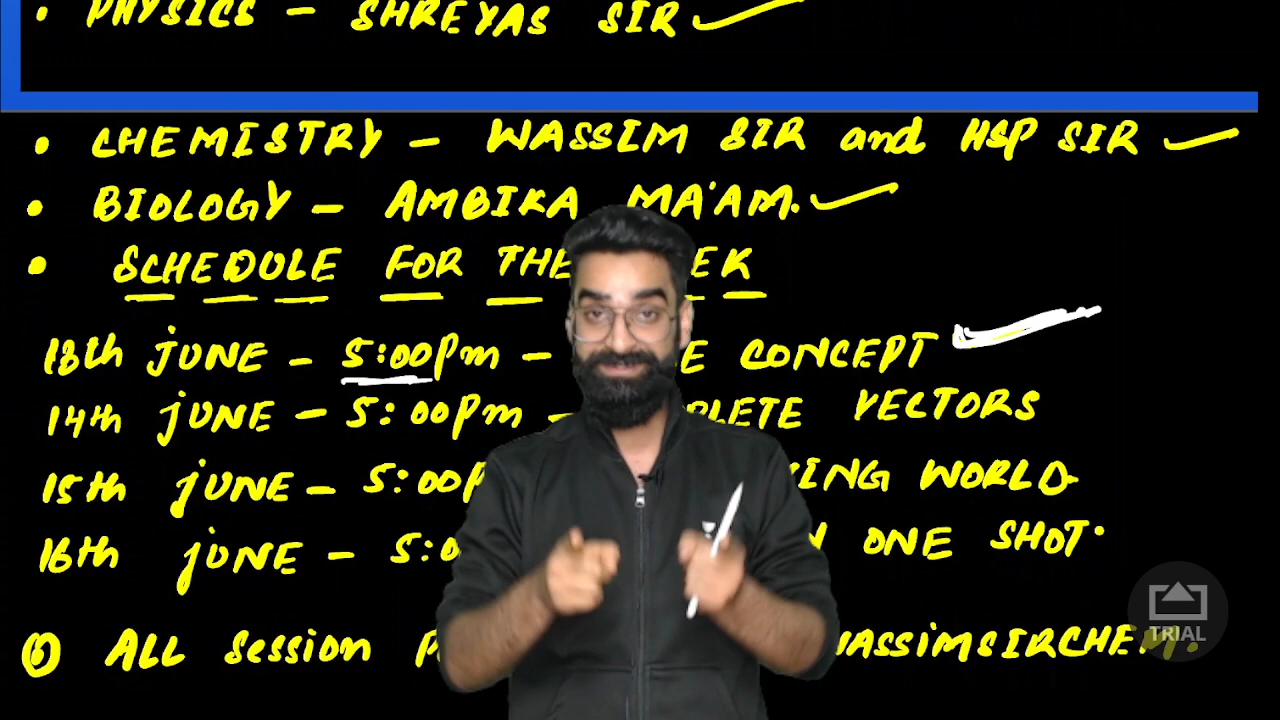 • PHYSICS – SHREYAS SIR
• CHEMISTRY – WASSIM SIR and HSP SIR
• BIOLOGY – AMBIKA MA'AM.
• SCHEDULE FOR THE EK
13th JUNE – 5:00pm – E CONCEPT
14th JUNE – 5:00pm – PLETE VECTORS
15th JUNE – 5:00p ING WORLD
16th JUNE – 5:0 N ONE SHOT.
ALL Session WASSIMSIRCHE
TRIAL